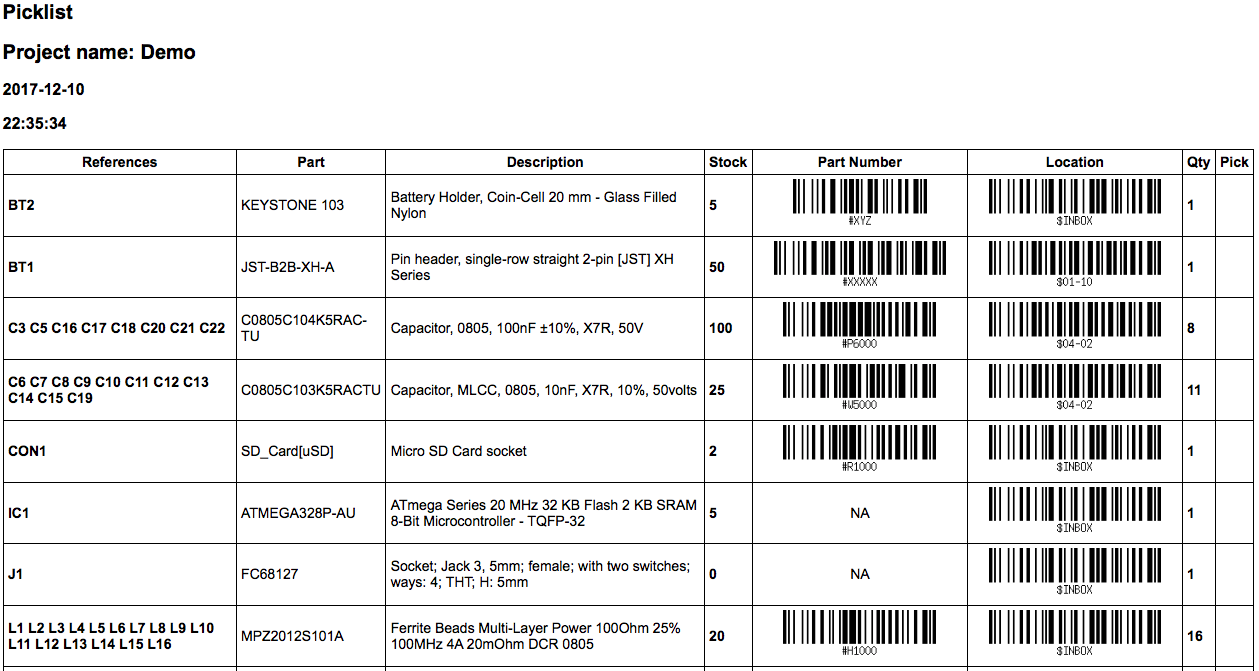 Picklist
Project name: Demo
2017-12-10
22:35:34
References Part Description Stock Part Number Location Qty Pick
BT2 KEYSTONE 103 Battery Holder, Coin-Cell 20 mm - Glass Filled
Nylon 5 #XYZ $INBOX 1
BT1 JST-B2B-XH-A Pin header, single-row straight 2-pin [JST] XH
Series 50 #XXXXX $01-10 1
C3 C5 C16 C17 C18 C20 C21 C22 C0805C104K5RAC-
TU Capacitor, 0805, 100nF ±10%, X7R, 50V 100 #P6000 $04-02 8
C6 C7 C8 C9 C10 C11 C12 C13
C14 C15 C19 C0805C103K5RACTU Capacitor, MLCC, 0805, 10nF, X7R, 10%, 50volts 25 #W5000 $04-02 11
CON1 SD_Card[uSD] Micro SD Card socket 2 #R1000 $INBOX 1
IC1 ATMEGA328P-AU ATmega Series 20 MHz 32 KB Flash 2 KB SRAM
8-Bit Microcontroller - TQFP-32 5 NA $INBOX 1
J1 FC68127 Socket; Jack 3, 5mm; female; with two switches;
ways: 4; THT; H: 5mm 0 NA $INBOX 1
L1 L2 L3 L4 L5 L6 L7 L8 L9 L10
L11 L12 L13 L14 L15 L16 MPZ2012S101A Ferrite Beads Multi-Layer Power 100Ohm 25%
100MHz 4A 20mOhm DCR 0805 20 #H1000 $INBOX 16